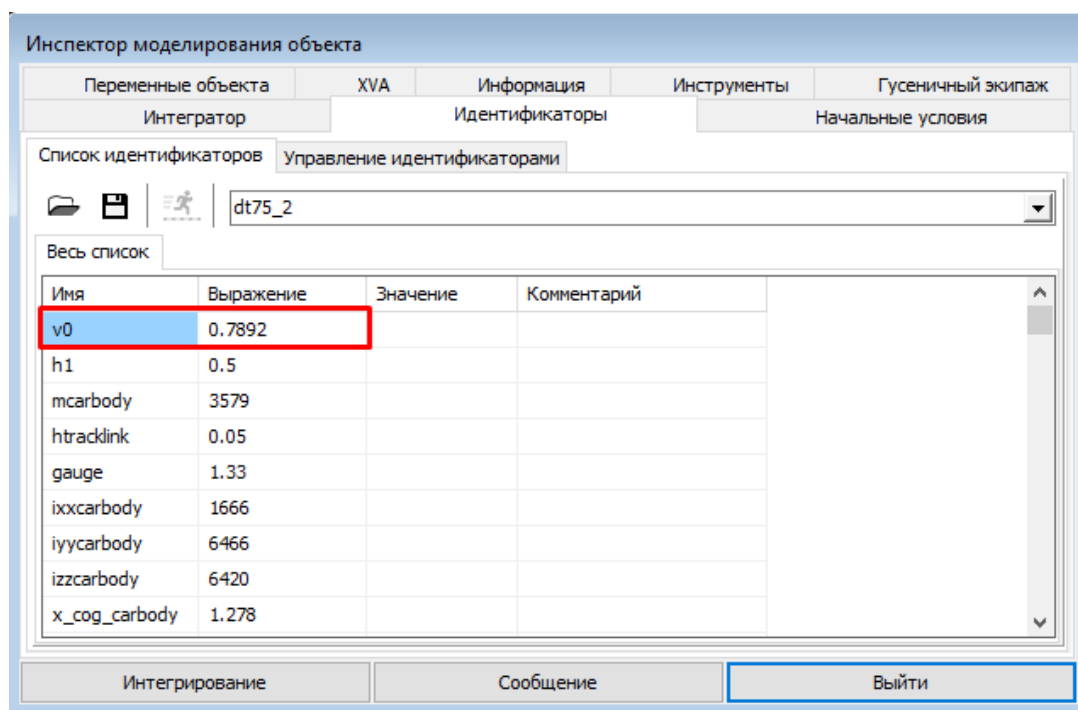 Инспектор моделирования объекта
Переменные объекта XVA Информация Инструменты Гусеничный экипаж
Интегратор Идентификаторы Начальные условия
Список идентификаторов Управление идентификаторами
dt75_2
Весь список
Имя Выражение Значение Комментарий
v0 0.7892
h1 0.5
mcarbody 3579
htracklink 0.05
gauge 1.33
ixxcarbody 1666
iyycarbody 6466
izzcarbody 6420
x_cog_carbody 1.278
Интегрирование Сообщение Выйти